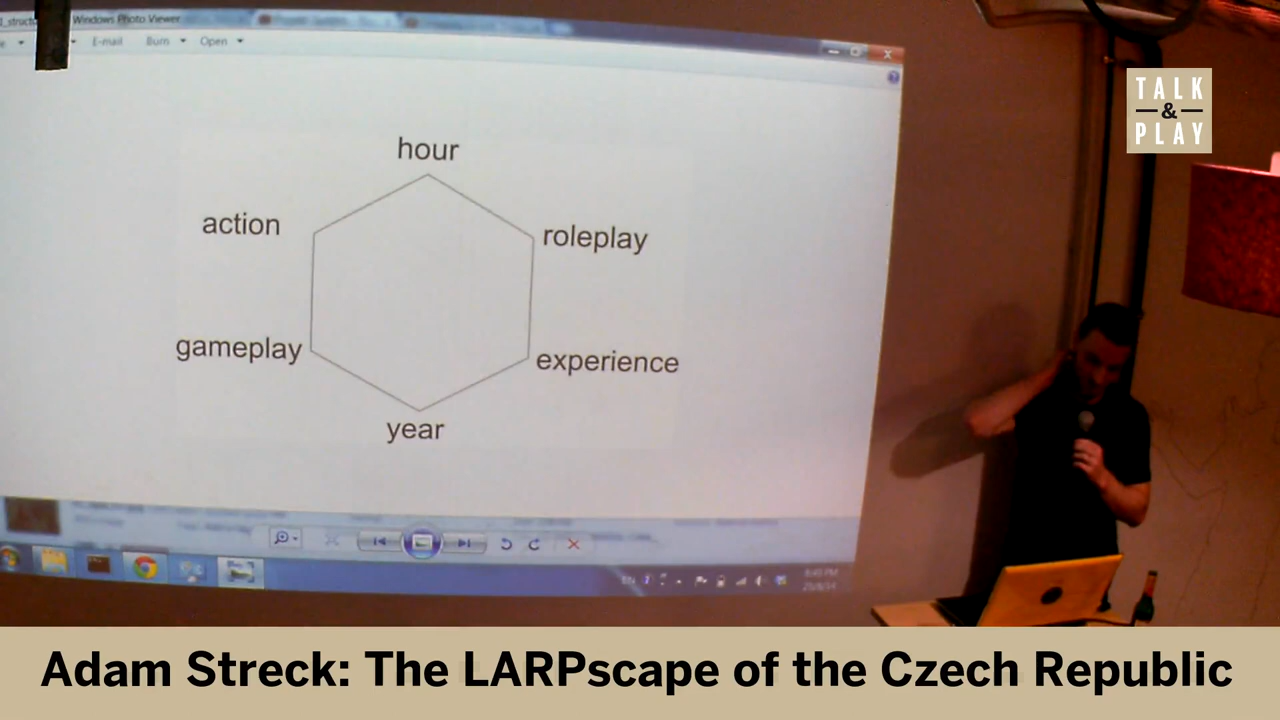 Windows Photo Viewer
E-mail Burn Open
TALK
&
PLAY
hour
action
roleplay
gameplay
experience
year
EN
Adam Streck: The LARPscape of the Czech Republic